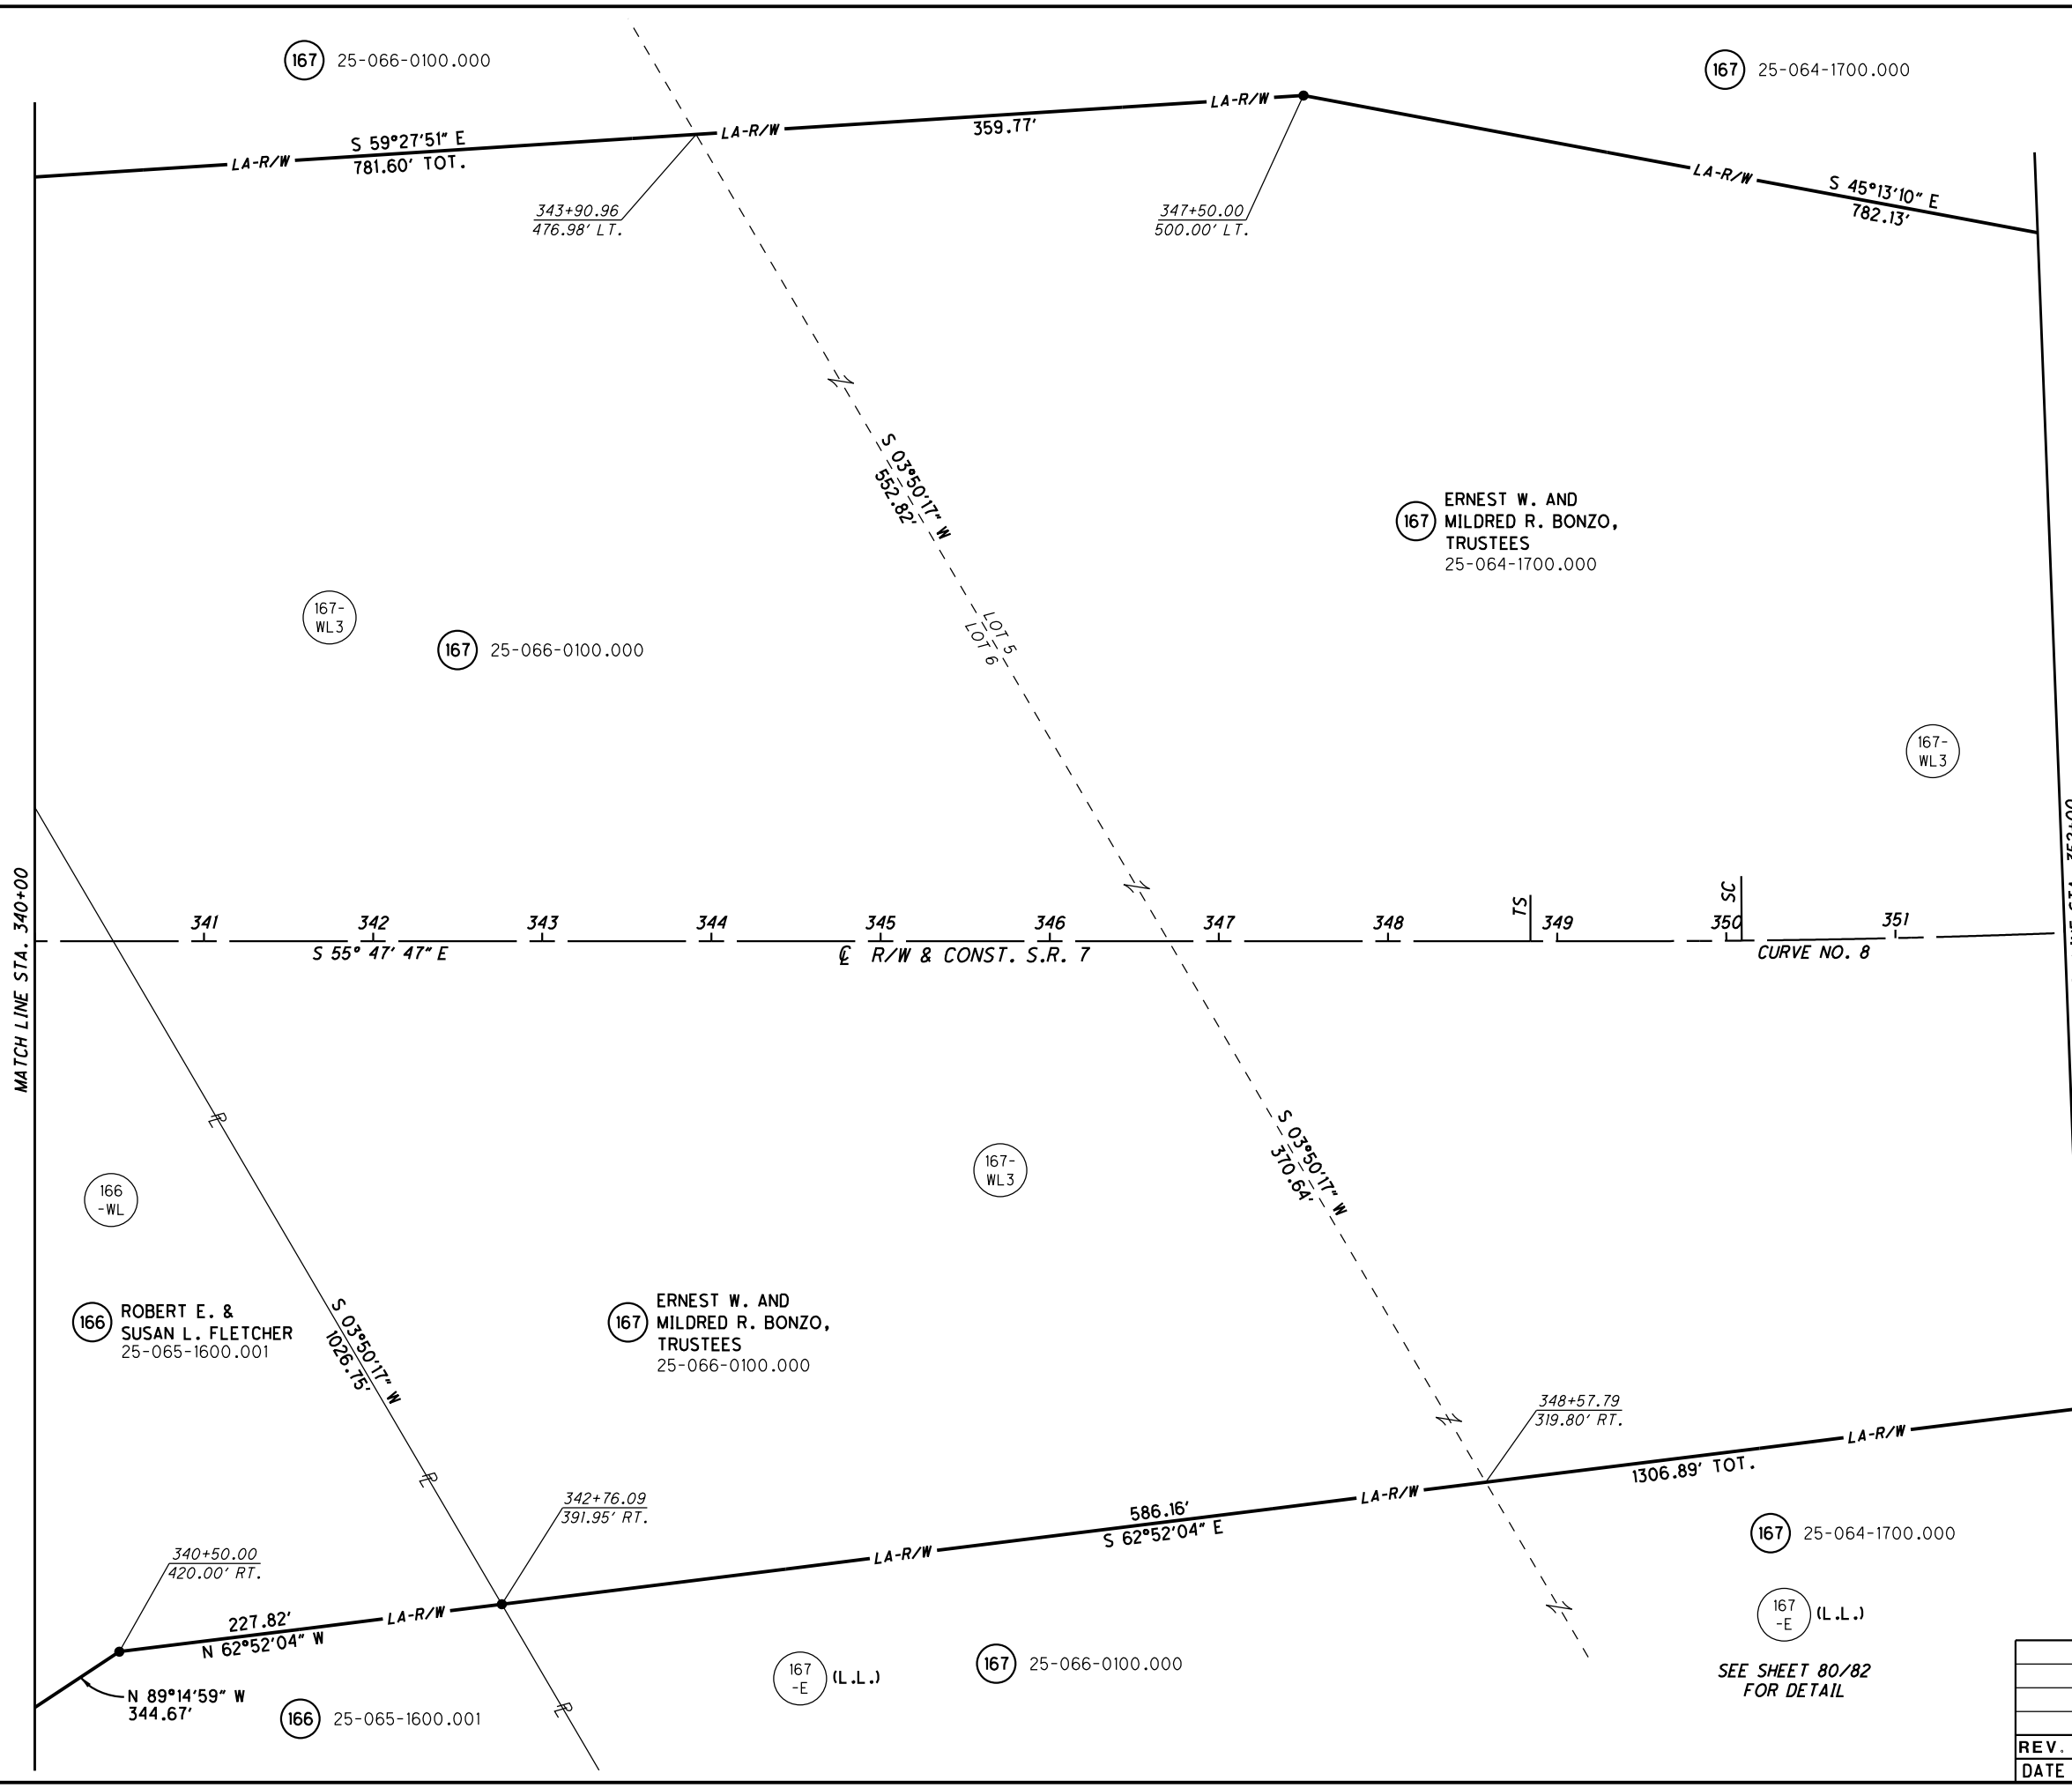 167 25-066-0100.000
167 25-064-1700.000
S 59°27'51" E
781.60' TOT.
LA-R/W
LA-R/W
359.77'
LA-R/W
LA-R/W
S 45°13'10" E
782.13'
343+90.96
476.98' LT.
347+50.00
500.00' LT.
S 03°50'17" W
552.82'
167 ERNEST W. AND
MILDRED R. BONZO,
TRUSTEES
25-064-1700.000
167-
WL3
167 25-066-0100.000
LOT 5
LOT 6
167-
WL3
MATCH LINE STA. 340+00
341
342
343
344
345
346
347
348
TS
349
SC
350
351
S 55° 47' 47" E
℄ R/W & CONST. S.R. 7
CURVE NO. 8
PL
S 03°50'17" W
370.64'
167-
WL3
166
-WL
166 ROBERT E. &
SUSAN L. FLETCHER
25-065-1600.001
S 03°50'17" W
1026.75'
167 ERNEST W. AND
MILDRED R. BONZO,
TRUSTEES
25-066-0100.000
348+57.79
319.80' RT.
LA-R/W
1306.89' TOT.
PL
342+76.09
391.95' RT.
586.16'
S 62°52'04" E
LA-R/W
LA-R/W
167 25-064-1700.000
340+50.00
420.00' RT.
227.82'
N 62°52'04" W
LA-R/W
167
-E (L.L.)
N 89°14'59" W
344.67'
166 25-065-1600.001
PL
167
-E (L.L.)
167 25-066-0100.000
SEE SHEET 80/82
FOR DETAIL
REV.
DATE